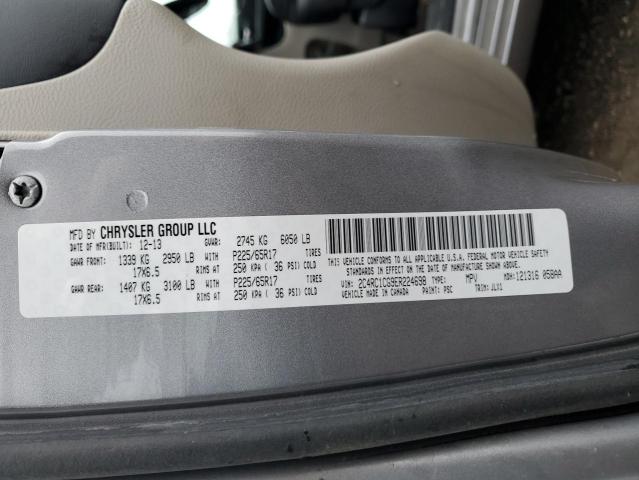 MFD BY CHRYSLER GROUP LLC
DATE OF MFR(BUILT): 12-13 GVWR: 2745 KG 6050 LB
GAWR FRONT: 1339 KG 2950 LB WITH P225/65R17 TIRES
17X6.5 RIMS AT 250 KPA ( 36 PSI) COLD
GAWR REAR: 1407 KG 3100 LB WITH P225/65R17 TIRES
17X6.5 RIMS AT 250 KPA ( 36 PSI) COLD
THIS VEHICLE CONFORMS TO ALL APPLICABLE U.S.A. FEDERAL MOTOR VEHICLE SAFETY
STANDARDS IN EFFECT ON THE DATE OF MANUFACTURE SHOWN ABOVE.
VIN: 2C4RC1CG9ER224698 TYPE: MPV MDH: 121316 058AA
VEHICLE MADE IN CANADA PAINT: PSC TRIM: JLX1